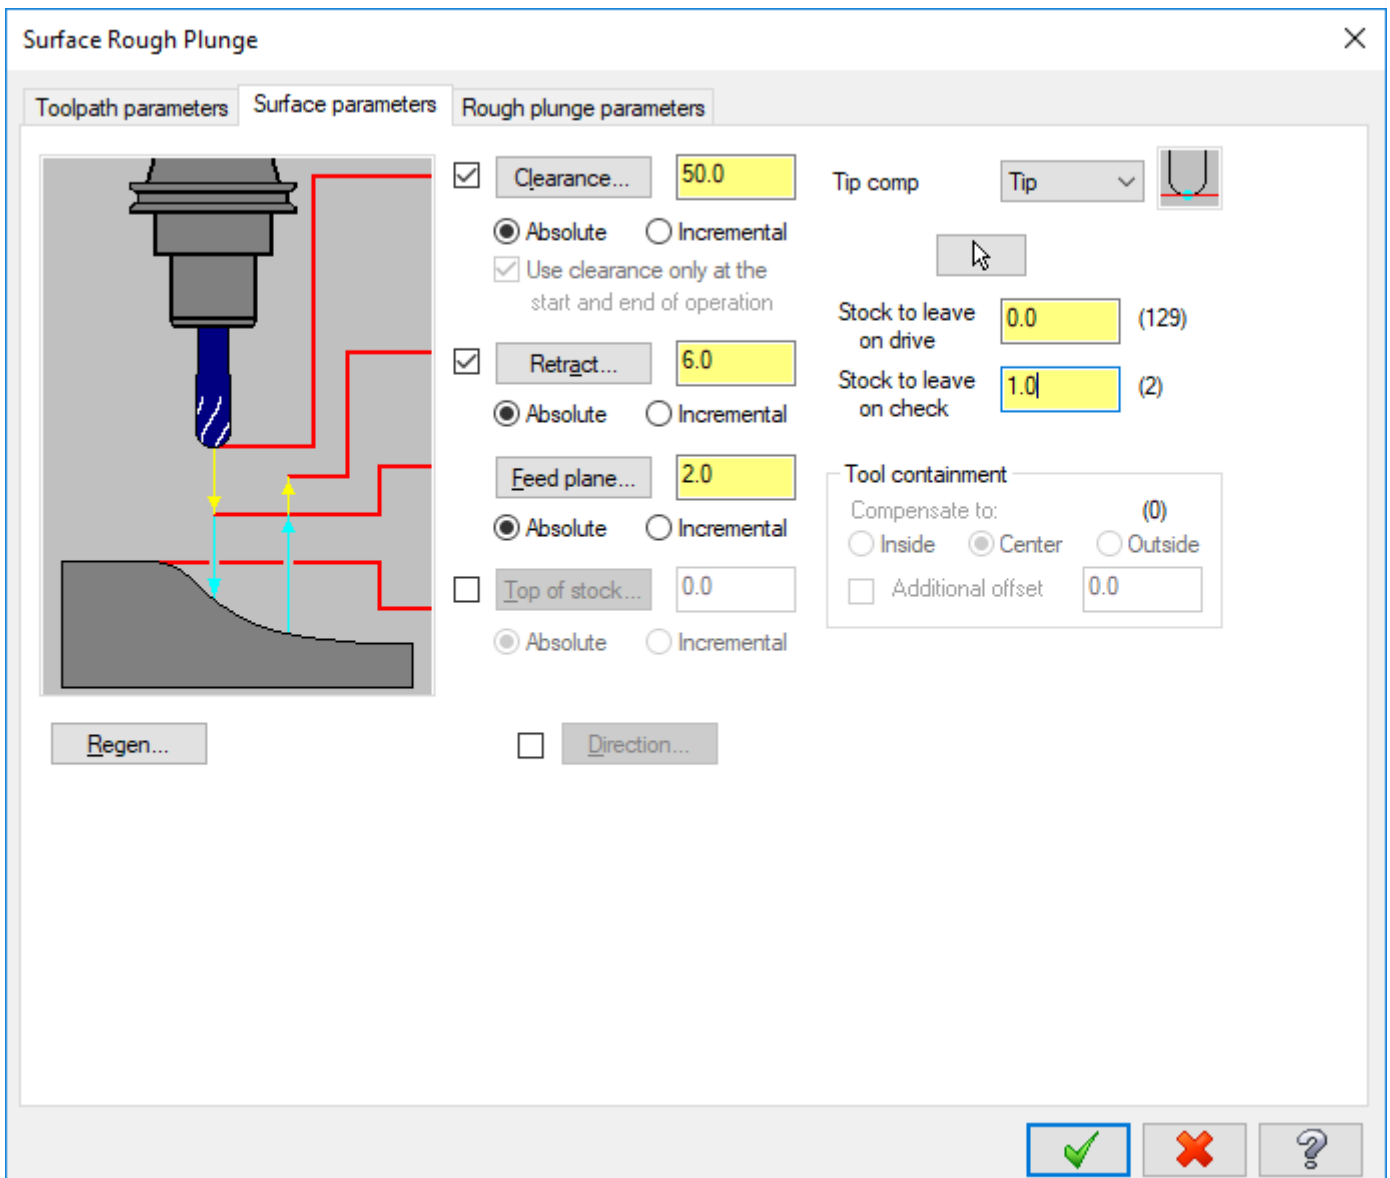 Surface Rough Plunge
Toolpath parameters
Surface parameters
Rough plunge parameters
Clearance...
50.0
Absolute
Incremental
Use clearance only at the
start and end of operation
Retract...
6.0
Absolute
Incremental
Feed plane...
2.0
Absolute
Incremental
Top of stock...
0.0
Absolute
Incremental
Tip comp
Tip
Stock to leave
on drive
0.0
(129)
Stock to leave
on check
1.0
(2)
Tool containment
Compensate to:
(0)
Inside
Center
Outside
Additional offset
0.0
Regen...
Direction...